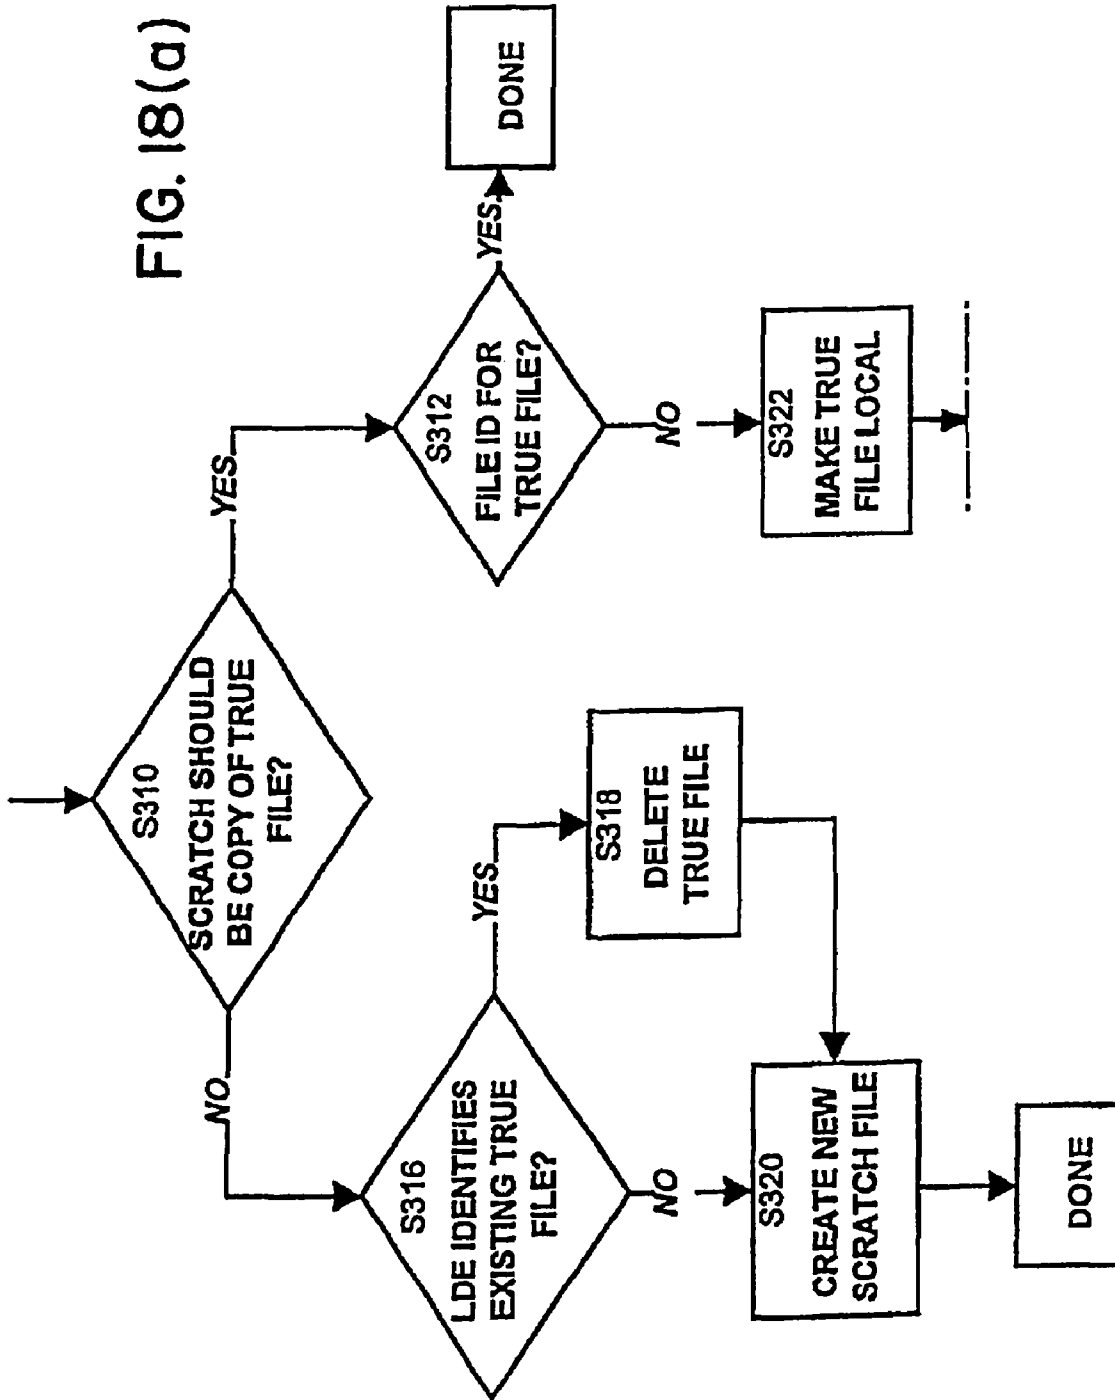 FIG. 18(a)
S310
SCRATCH SHOULD
BE COPY OF TRUE
FILE?
NO
YES
S316
LDE IDENTIFIES
EXISTING TRUE
FILE?
YES
NO
S318
DELETE
TRUE FILE
S320
CREATE NEW
SCRATCH FILE
DONE
S312
FILE ID FOR
TRUE FILE?
YES
DONE
NO
S322
MAKE TRUE
FILE LOCAL